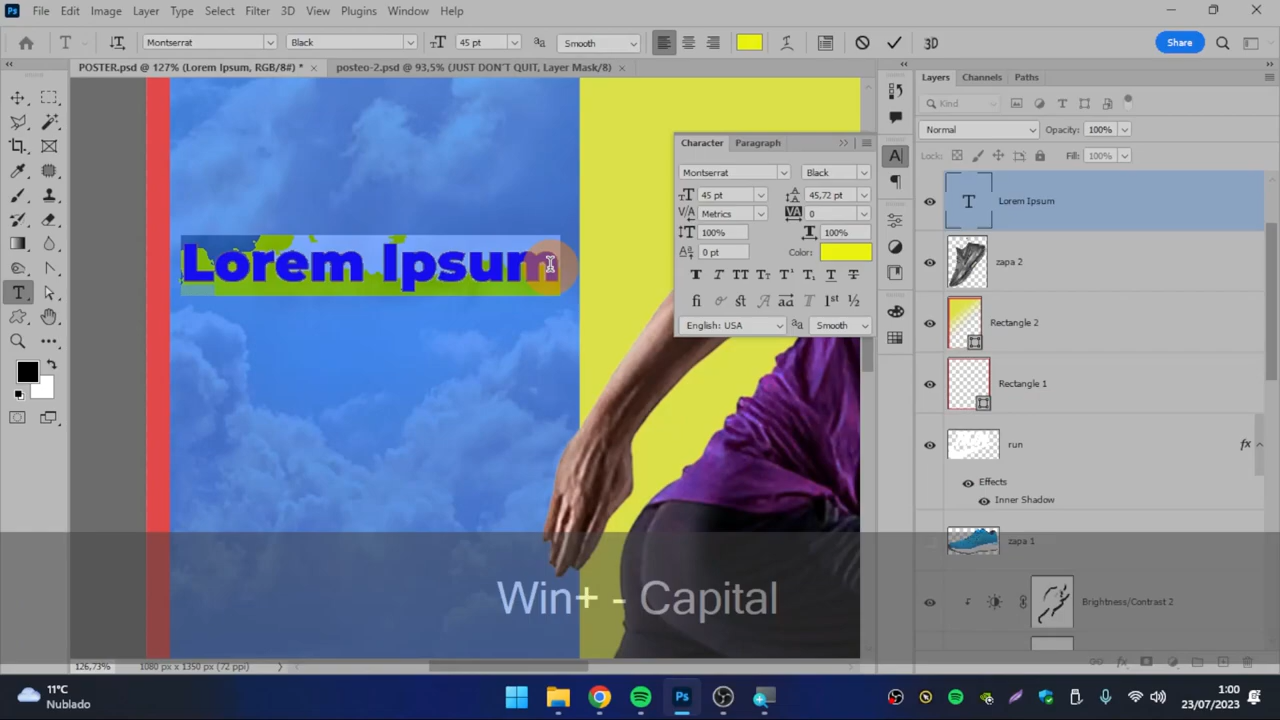 Ps File Edit Image Layer Type Select Filter 3D View Plugins Window Help
T Montserrat Black 45 pt Smooth 3D Share
POSTER.psd @ 127% (Lorem Ipsum, RGB/8#) * × posteo-2.psd @ 93,5% (JUST DON'T QUIT, Layer Mask/8) ×
Layers Channels Paths
Kind
Normal Opacity: 100%
Lock: Fill: 100%
Character Paragraph
Montserrat Black
45 pt 45,72 pt
Metrics 0
100% 100%
0 pt Color:
English: USA Smooth
T Lorem Ipsum
zapa 2
Rectangle 2
Rectangle 1
run fx
Effects
Inner Shadow
zapa 1
Brightness/Contrast 2
Lorem Ipsum
Win+ - Capital
126,73% 1080 px x 1350 px (72 ppi)
11°C
Nublado
Ps
1:00
23/07/2023